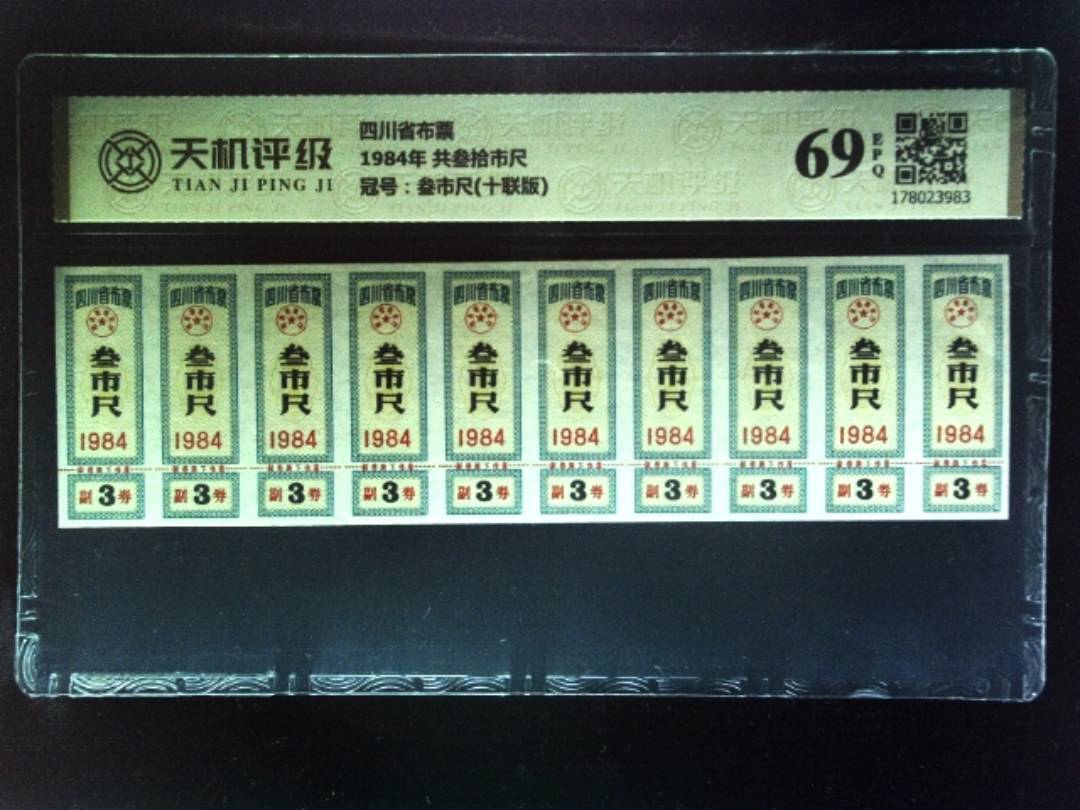 天机评级
TIAN JI PING JI
四川省布票
1984年 共叁拾市尺
冠号：叁市尺(十联版)
69
EPQ
178023983
四川省布票 四川省布票 四川省布票 四川省布票 四川省布票 四川省布票 四川省布票 四川省布票 四川省布票 四川省布票
叁市尺 叁市尺 叁市尺 叁市尺 叁市尺 叁市尺 叁市尺 叁市尺 叁市尺 叁市尺
1984 1984 1984 1984 1984 1984 1984 1984 1984 1984
副3券 副3券 副3券 副3券 副3券 副3券 副3券 副3券 副3券 副3券